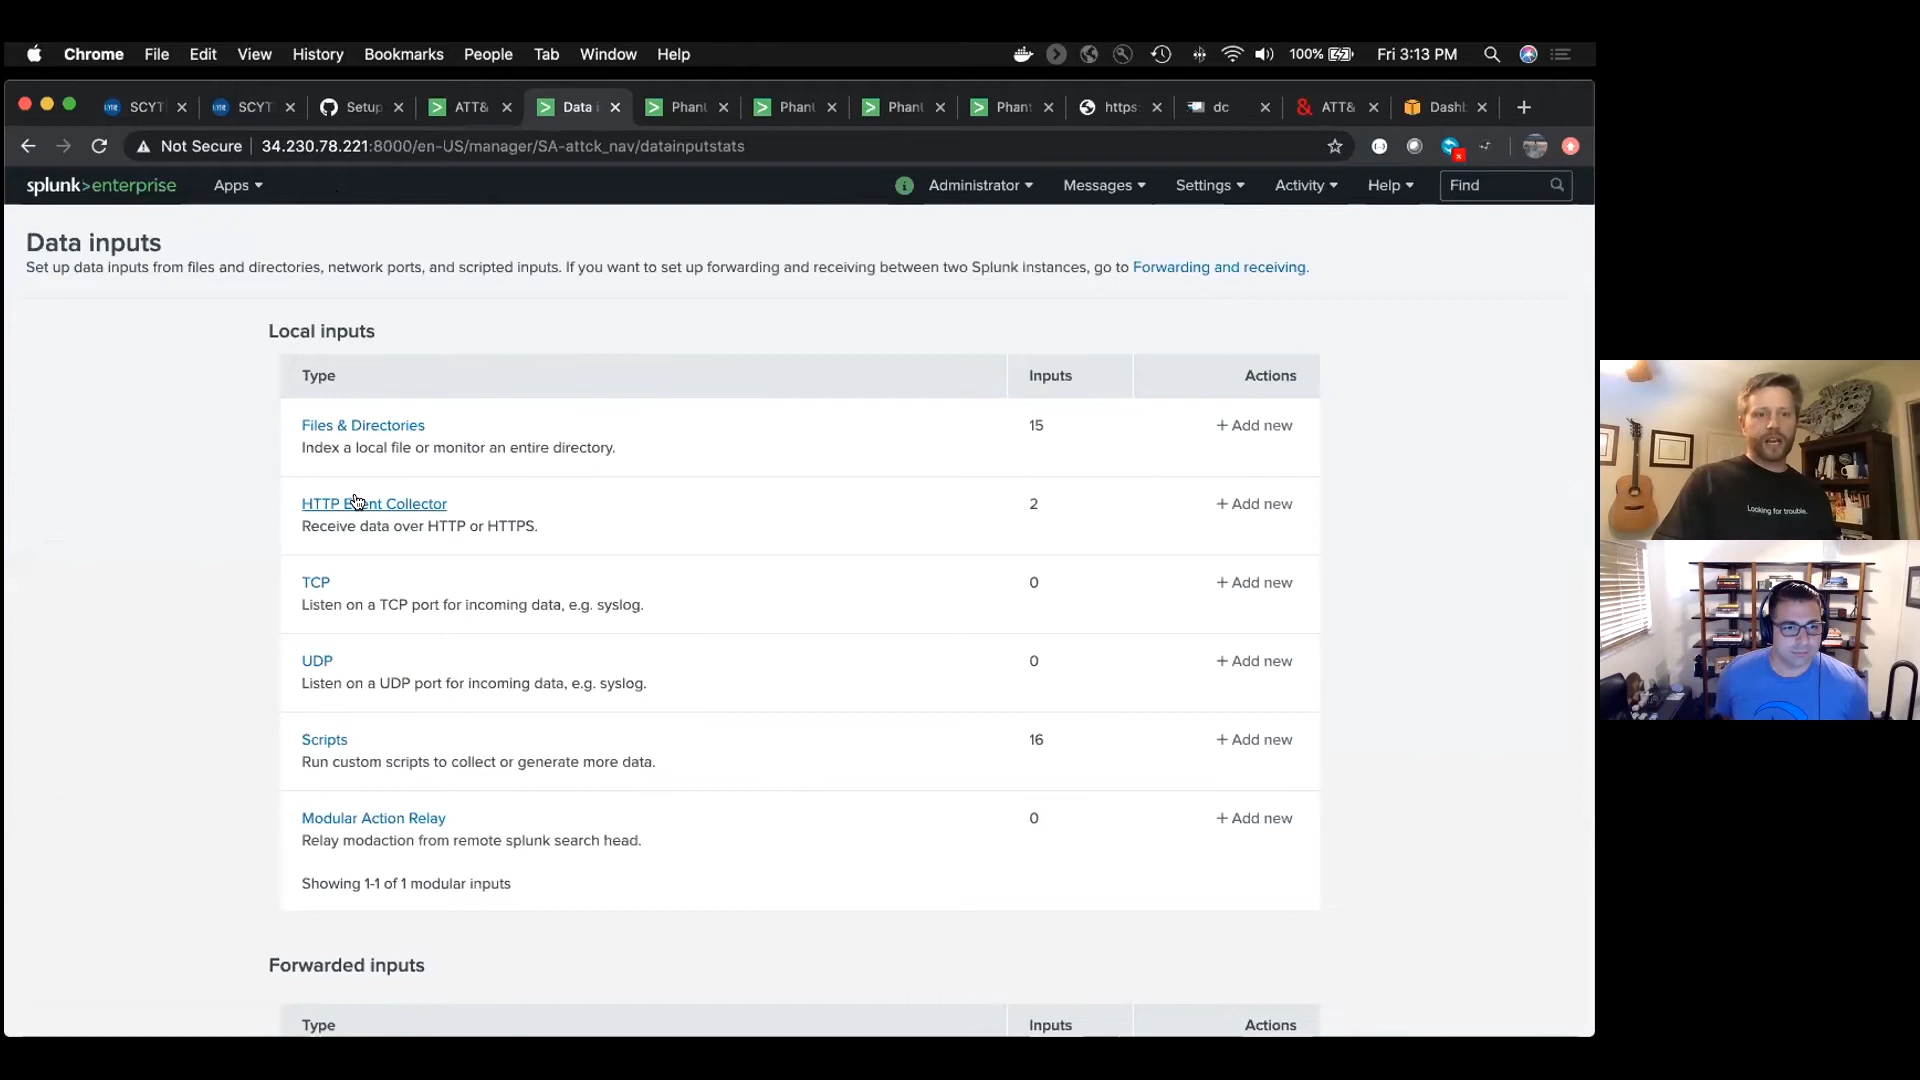 Chrome File Edit View History Bookmarks People Tab Window Help 100% Fri 3:13 PM
SCYT SCYT Setup ATT& Data i Phant Phant Phant Phant https: dc ATT& Dashb
Not Secure 34.230.78.221:8000/en-US/manager/SA-attck_nav/datainputstats
splunk>enterprise Apps Administrator Messages Settings Activity Help Find
Data inputs
Set up data inputs from files and directories, network ports, and scripted inputs. If you want to set up forwarding and receiving between two Splunk instances, go to Forwarding and receiving.
Local inputs
Type Inputs Actions
Files & Directories 15 + Add new
Index a local file or monitor an entire directory.
HTTP Event Collector 2 + Add new
Receive data over HTTP or HTTPS.
TCP 0 + Add new
Listen on a TCP port for incoming data, e.g. syslog.
UDP 0 + Add new
Listen on a UDP port for incoming data, e.g. syslog.
Scripts 16 + Add new
Run custom scripts to collect or generate more data.
Modular Action Relay 0 + Add new
Relay modaction from remote splunk search head.
Showing 1-1 of 1 modular inputs
Forwarded inputs
Type Inputs Actions
Looking for trouble.